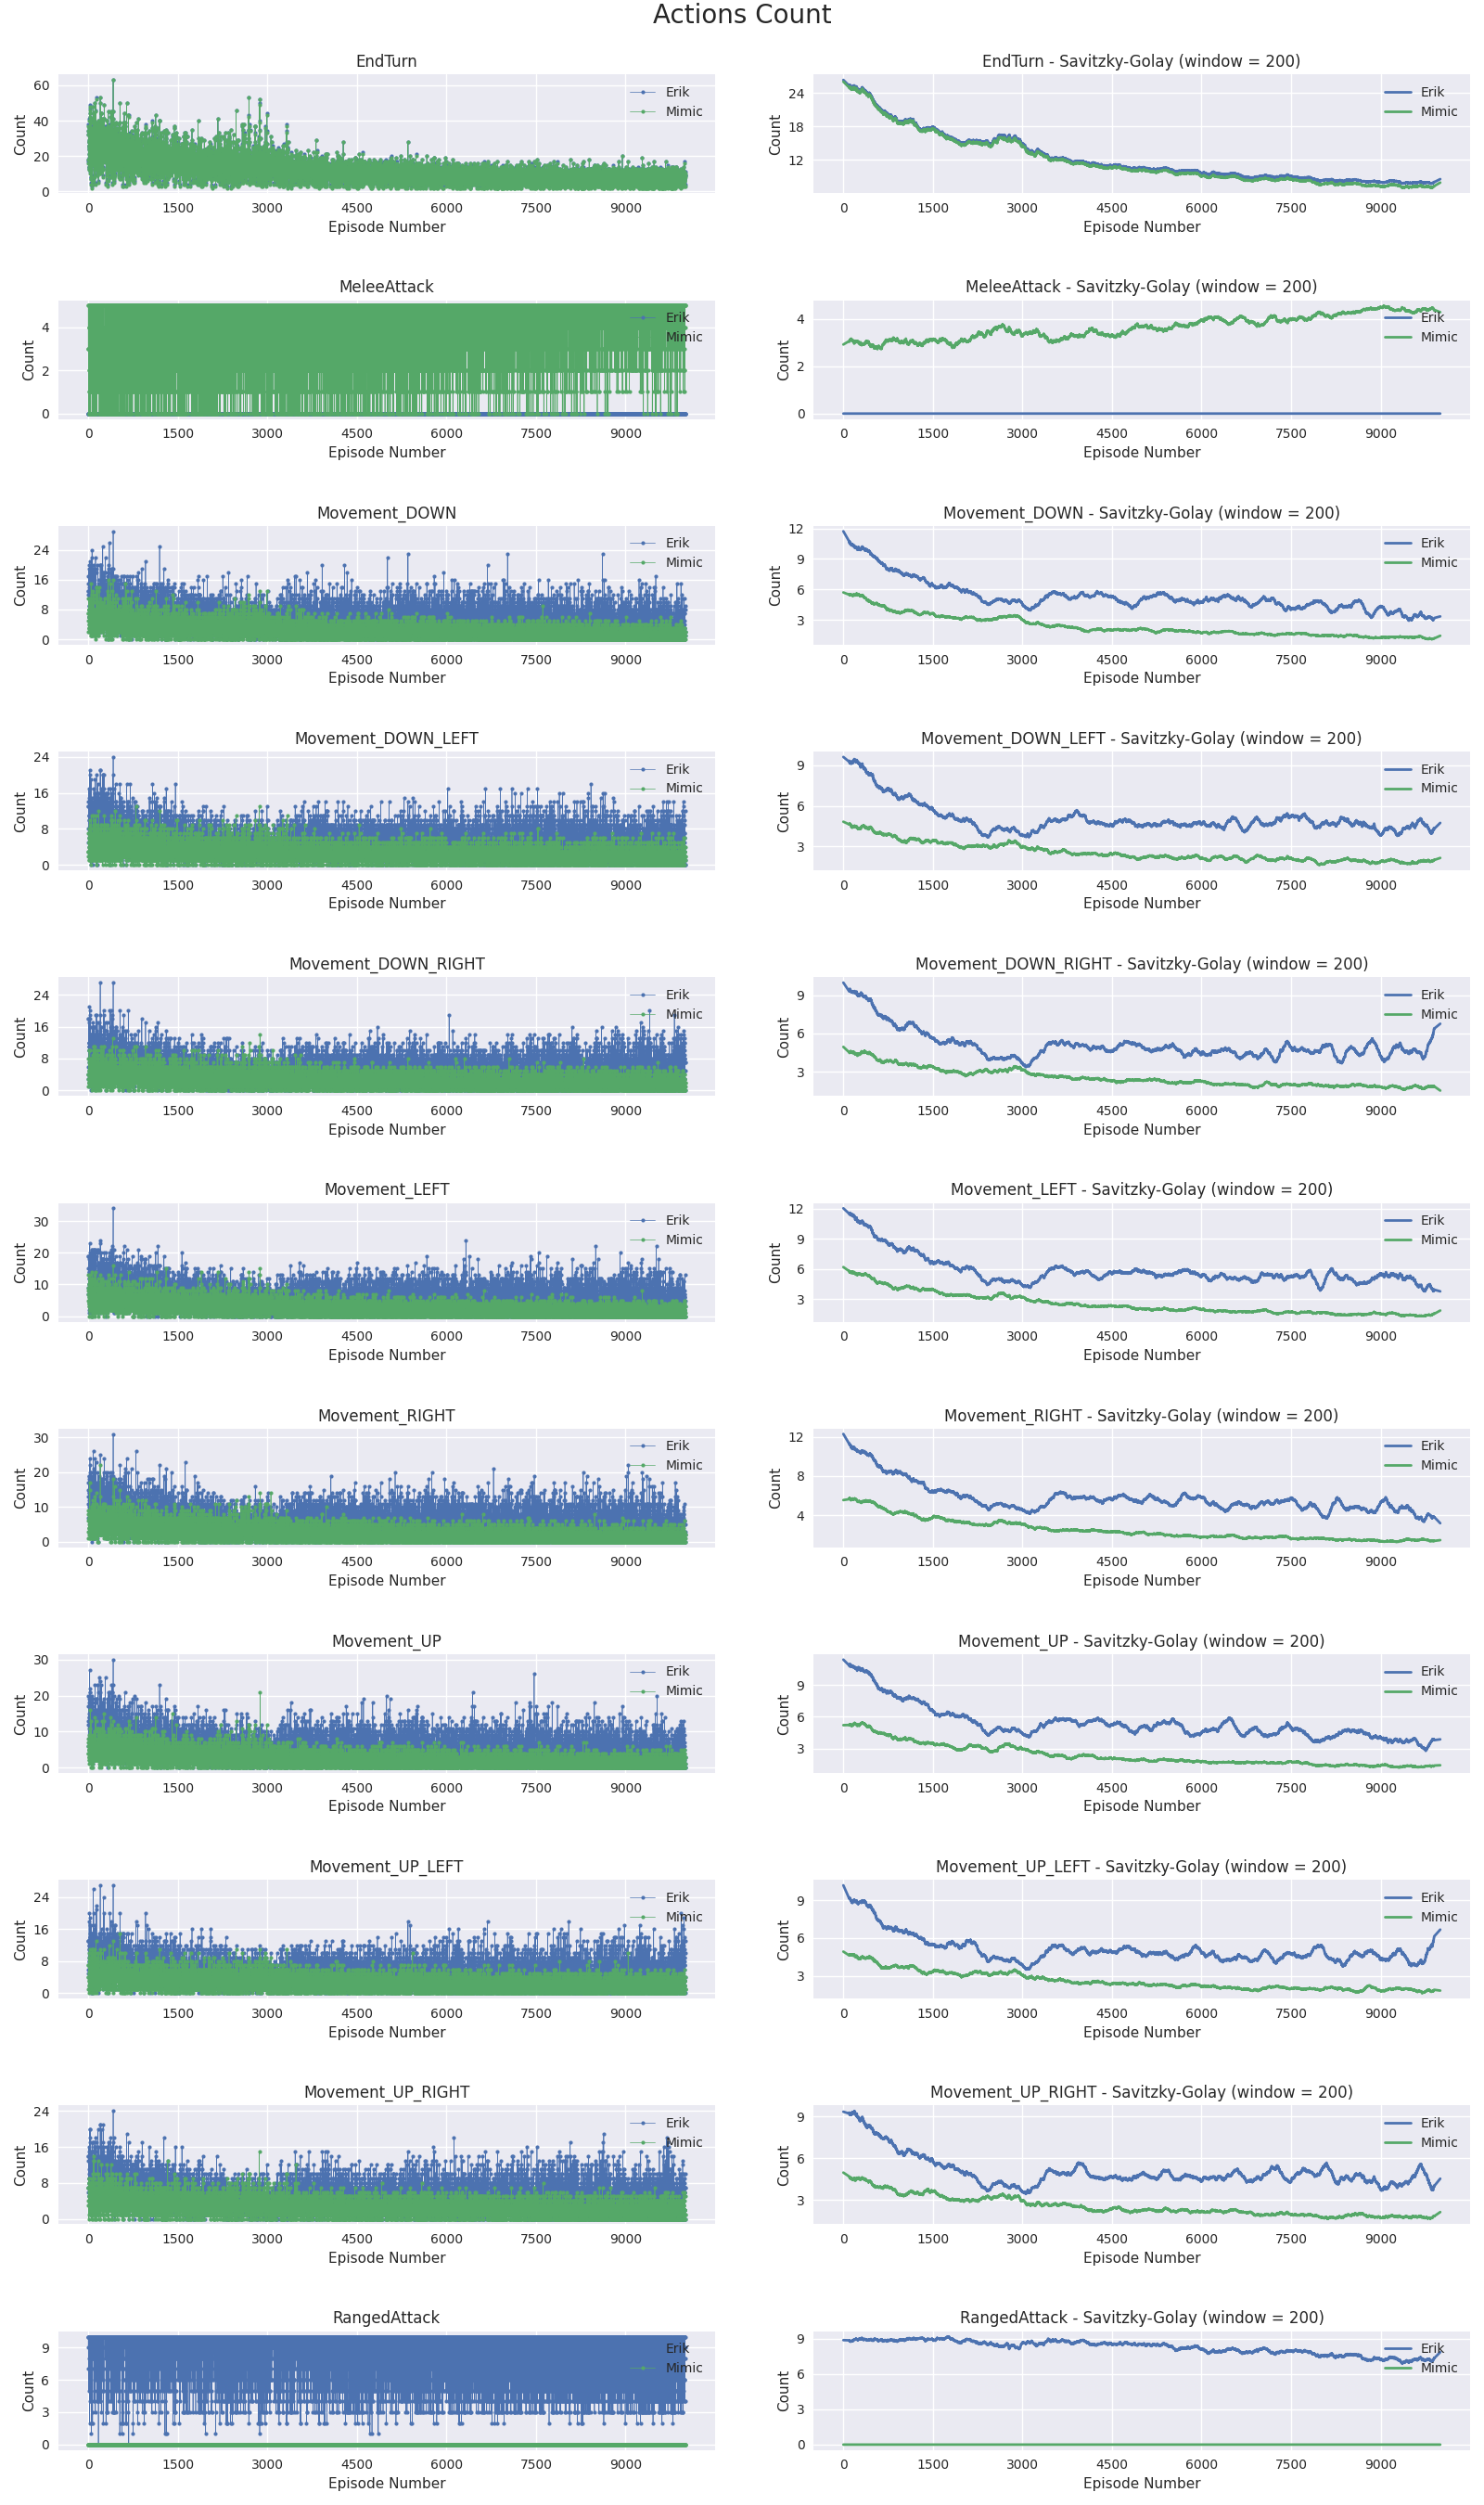 Actions Count
EndTurn
60
40
20
0
Count
Erik
Mimic
0 1500 3000 4500 6000 7500 9000
Episode Number
EndTurn - Savitzky-Golay (window = 200)
24
18
12
Count
Erik
Mimic
0 1500 3000 4500 6000 7500 9000
Episode Number
MeleeAttack
4
2
0
Count
Erik
Mimic
0 1500 3000 4500 6000 7500 9000
Episode Number
MeleeAttack - Savitzky-Golay (window = 200)
4
2
0
Count
Erik
Mimic
0 1500 3000 4500 6000 7500 9000
Episode Number
Movement_DOWN
24
16
8
0
Count
Erik
Mimic
0 1500 3000 4500 6000 7500 9000
Episode Number
Movement_DOWN - Savitzky-Golay (window = 200)
12
9
6
3
Count
Erik
Mimic
0 1500 3000 4500 6000 7500 9000
Episode Number
Movement_DOWN_LEFT
24
16
8
0
Count
Erik
Mimic
0 1500 3000 4500 6000 7500 9000
Episode Number
Movement_DOWN_LEFT - Savitzky-Golay (window = 200)
9
6
3
Count
Erik
Mimic
0 1500 3000 4500 6000 7500 9000
Episode Number
Movement_DOWN_RIGHT
24
16
8
0
Count
Erik
Mimic
0 1500 3000 4500 6000 7500 9000
Episode Number
Movement_DOWN_RIGHT - Savitzky-Golay (window = 200)
9
6
3
Count
Erik
Mimic
0 1500 3000 4500 6000 7500 9000
Episode Number
Movement_LEFT
30
20
10
0
Count
Erik
Mimic
0 1500 3000 4500 6000 7500 9000
Episode Number
Movement_LEFT - Savitzky-Golay (window = 200)
12
9
6
3
Count
Erik
Mimic
0 1500 3000 4500 6000 7500 9000
Episode Number
Movement_RIGHT
30
20
10
0
Count
Erik
Mimic
0 1500 3000 4500 6000 7500 9000
Episode Number
Movement_RIGHT - Savitzky-Golay (window = 200)
12
8
4
Count
Erik
Mimic
0 1500 3000 4500 6000 7500 9000
Episode Number
Movement_UP
30
20
10
0
Count
Erik
Mimic
0 1500 3000 4500 6000 7500 9000
Episode Number
Movement_UP - Savitzky-Golay (window = 200)
9
6
3
Count
Erik
Mimic
0 1500 3000 4500 6000 7500 9000
Episode Number
Movement_UP_LEFT
24
16
8
0
Count
Erik
Mimic
0 1500 3000 4500 6000 7500 9000
Episode Number
Movement_UP_LEFT - Savitzky-Golay (window = 200)
9
6
3
Count
Erik
Mimic
0 1500 3000 4500 6000 7500 9000
Episode Number
Movement_UP_RIGHT
24
16
8
0
Count
Erik
Mimic
0 1500 3000 4500 6000 7500 9000
Episode Number
Movement_UP_RIGHT - Savitzky-Golay (window = 200)
9
6
3
Count
Erik
Mimic
0 1500 3000 4500 6000 7500 9000
Episode Number
RangedAttack
9
6
3
0
Count
Erik
Mimic
0 1500 3000 4500 6000 7500 9000
Episode Number
RangedAttack - Savitzky-Golay (window = 200)
9
6
3
0
Count
Erik
Mimic
0 1500 3000 4500 6000 7500 9000
Episode Number